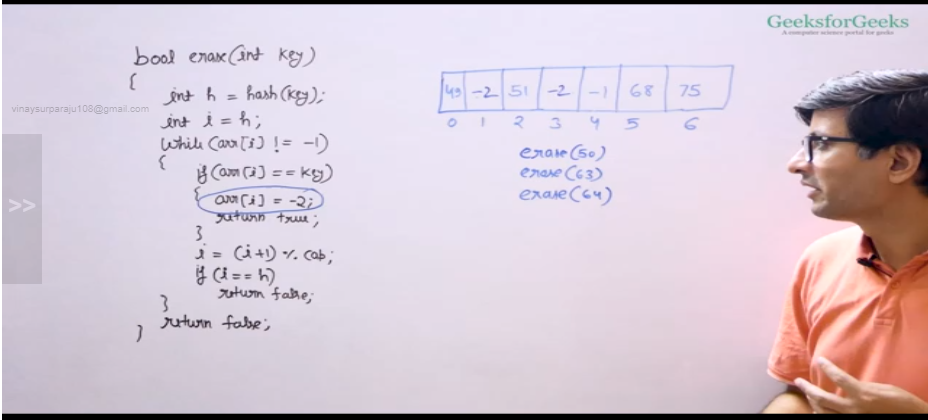 GeeksforGeeks
A computer science portal for geeks
bool erase(int key)
{
int h = hash(key);
vinaysurparaju108@gmail.com
int i = h;
while (arr[i] != -1)
{
if (arr[i] == key)
{ arr[i] = -2;
return true;
}
i = (i+1) % cap;
if (i == h)
return false;
}
return false;
}
49 -2 51 -2 -1 68 75
0 1 2 3 4 5 6
erase(50)
erase(63)
erase(64)
>>